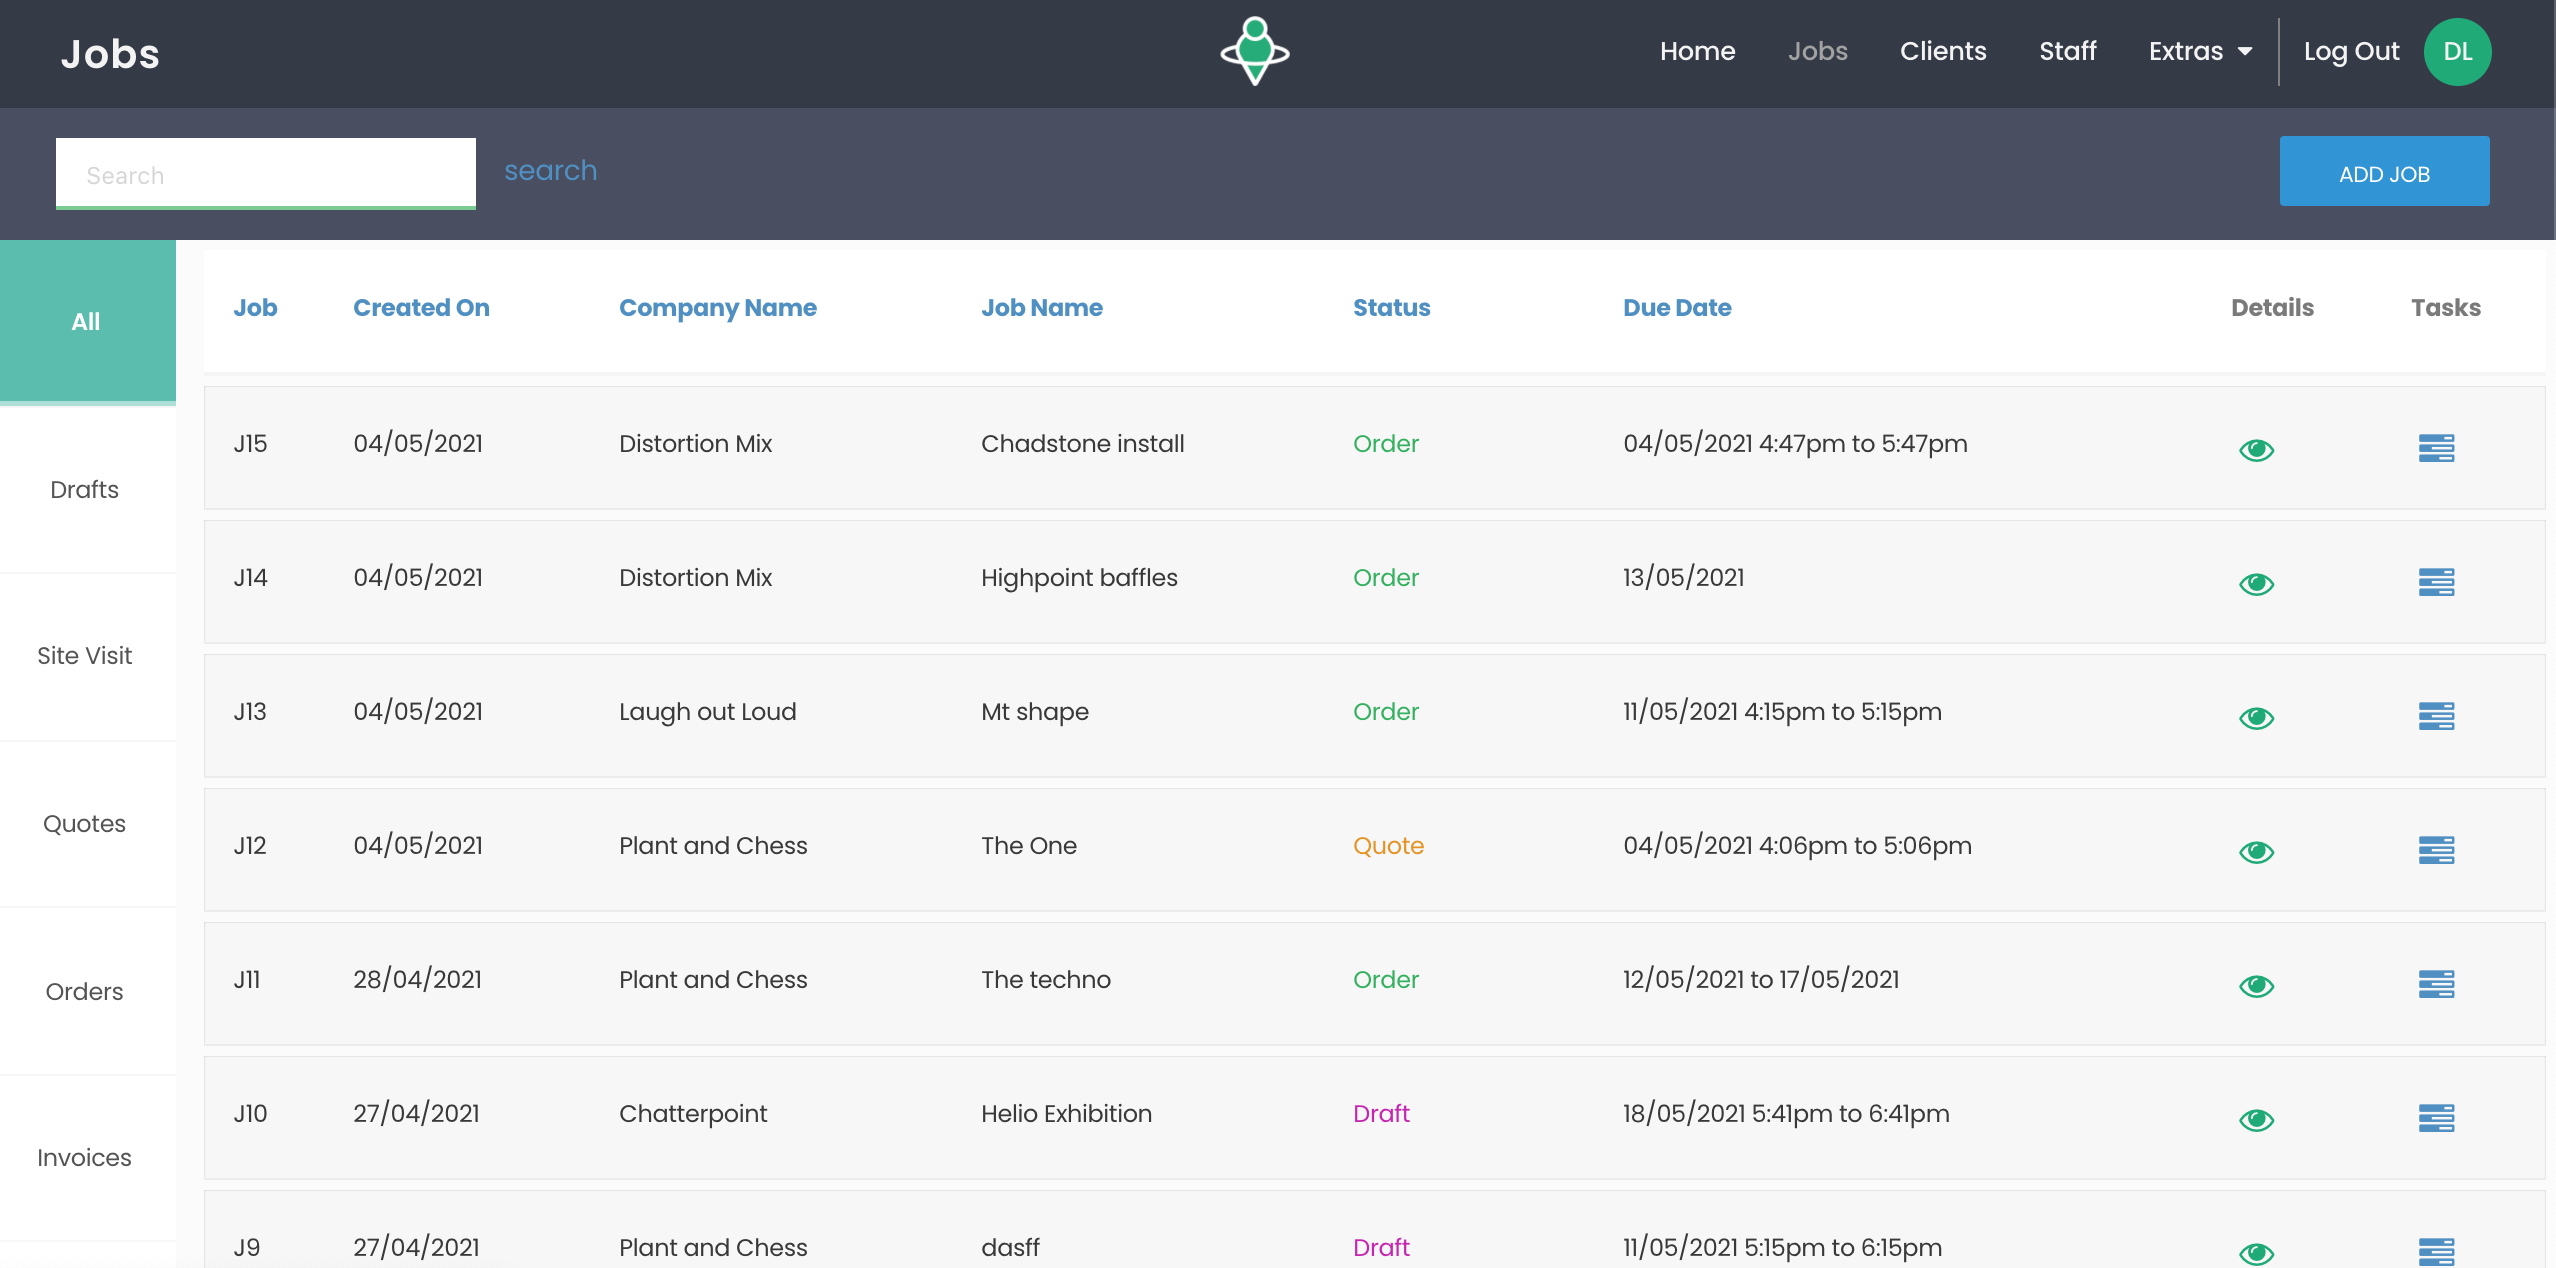 Jobs
Home Jobs Clients Staff Extras Log Out DL
Search search ADD JOB
All
Drafts
Site Visit
Quotes
Orders
Invoices
Job Created On Company Name Job Name Status Due Date Details Tasks
J15 04/05/2021 Distortion Mix Chadstone install Order 04/05/2021 4:47pm to 5:47pm
J14 04/05/2021 Distortion Mix Highpoint baffles Order 13/05/2021
J13 04/05/2021 Laugh out Loud Mt shape Order 11/05/2021 4:15pm to 5:15pm
J12 04/05/2021 Plant and Chess The One Quote 04/05/2021 4:06pm to 5:06pm
J11 28/04/2021 Plant and Chess The techno Order 12/05/2021 to 17/05/2021
J10 27/04/2021 Chatterpoint Helio Exhibition Draft 18/05/2021 5:41pm to 6:41pm
J9 27/04/2021 Plant and Chess dasff Draft 11/05/2021 5:15pm to 6:15pm